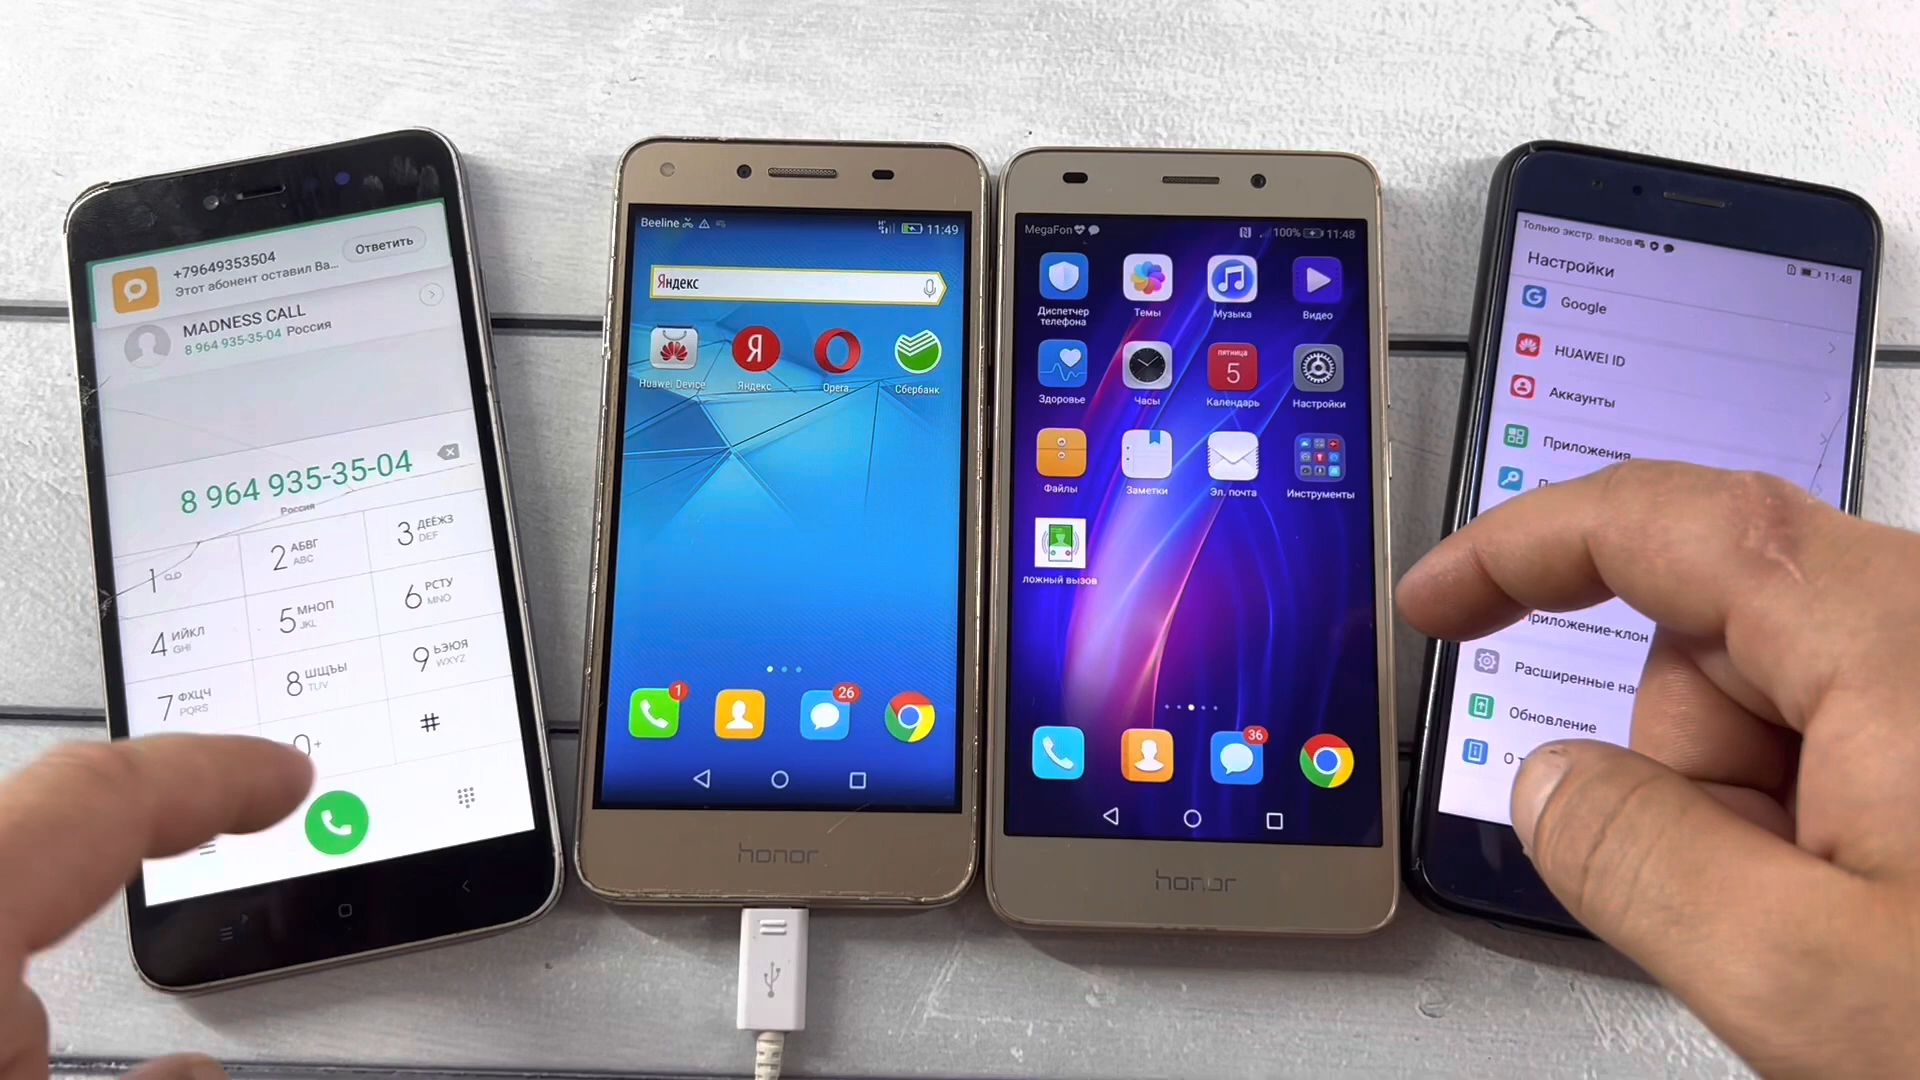 +79649353504
Этот абонент оставил Ва...
Ответить
MADNESS CALL
8 964 935-35-04 Россия
8 964 935-35-04
Россия
1
2 АБВГ ABC
3 ДЕЁЖЗ DEF
4 ИЙКЛ GHI
5 МНОП JKL
6 РСТУ MNO
7 ФХЦЧ PQRS
8 ШЩЪЫ TUV
9 ЬЭЮЯ WXYZ
0 +
#
Beeline
11:49
Яндекс
Huawei Device
Яндекс
Opera
Сбербанк
1
26
honor
MegaFon
100%
11:48
Диспетчер телефона
Темы
Музыка
Видео
Здоровье
Часы
ПЯТНИЦА
5
Календарь
Настройки
Файлы
Заметки
Эл. почта
Инструменты
ложный вызов
36
honor
Только экстр. вызов
11:48
Настройки
Google
HUAWEI ID
Аккаунты
Приложения
Приложение-клон
Расширенные нас
Обновление
О т